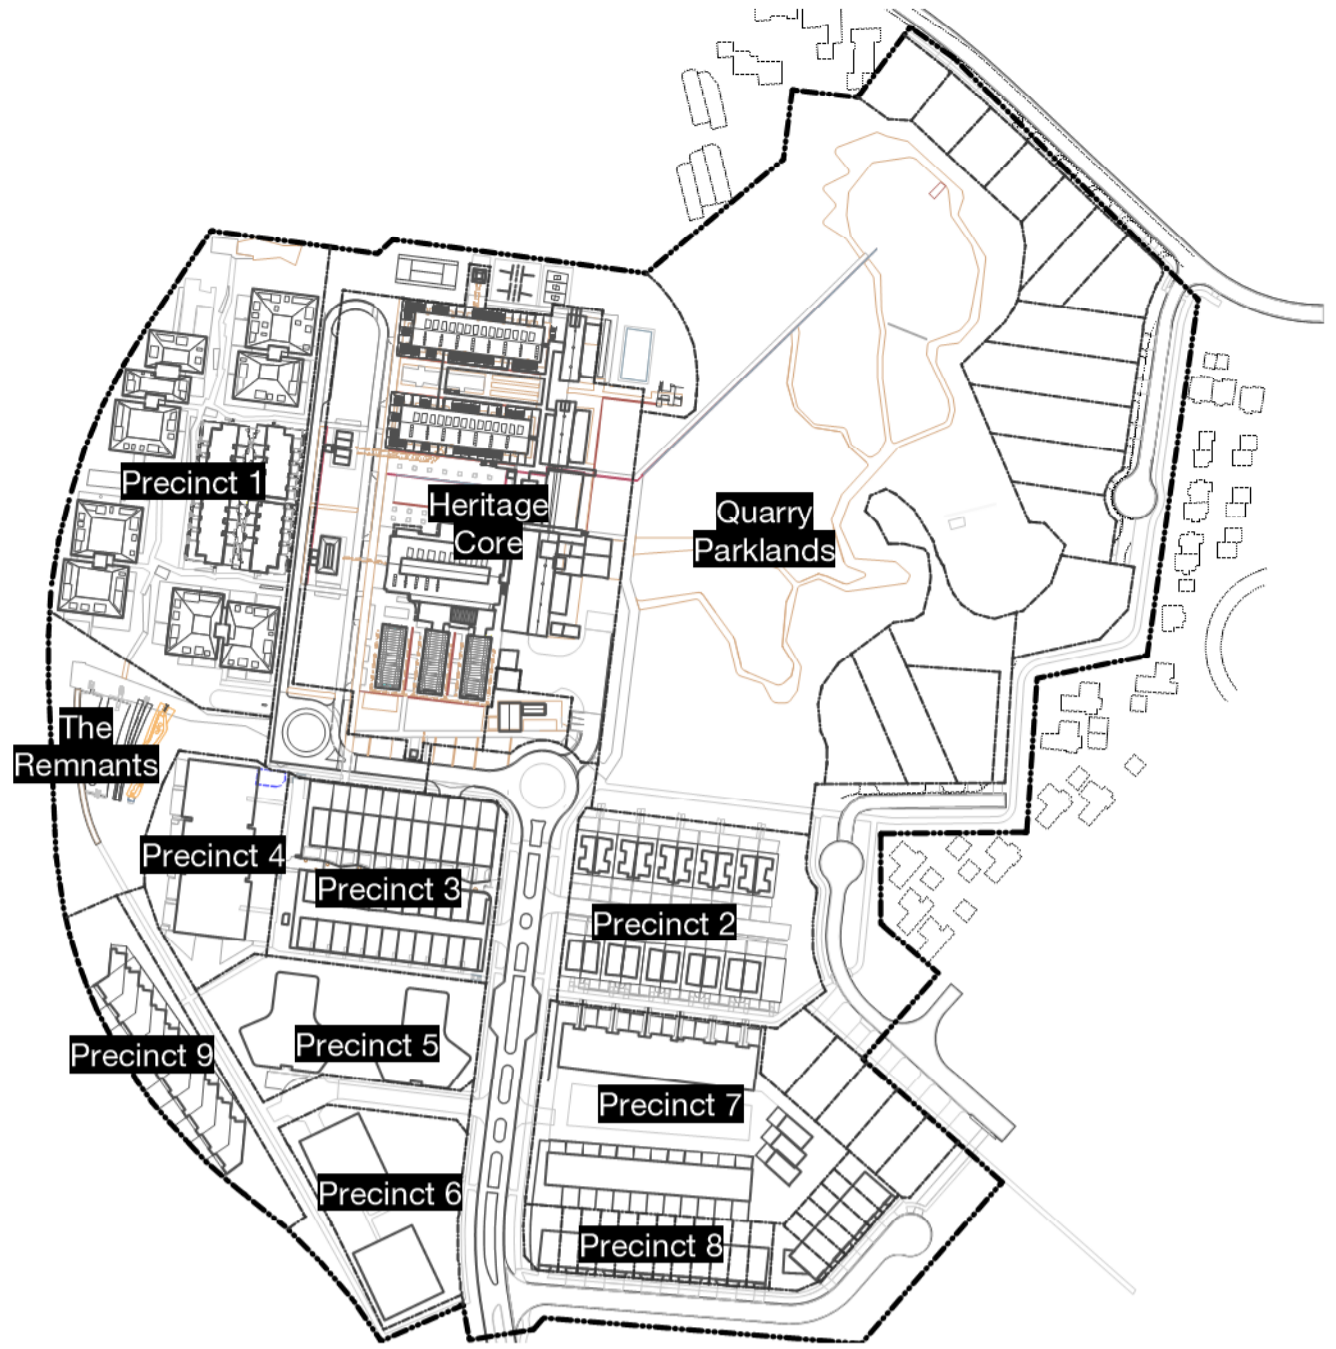 Precinct 1
Heritage
Core
Quarry
Parklands
The
Remnants
Precinct 4
Precinct 3
Precinct 2
Precinct 9
Precinct 5
Precinct 7
Precinct 6
Precinct 8